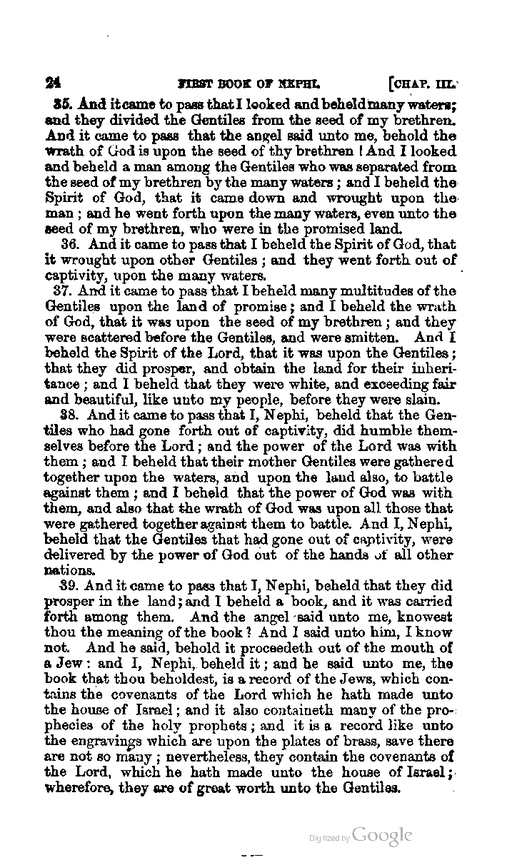 24 FIRST BOOK OF NEPHI. [CHAP. III.
35. And it came to pass that I looked and beheld many waters;
and they divided the Gentiles from the seed of my brethren.
And it came to pass that the angel said unto me, behold the
wrath of God is upon the seed of thy brethren ! And I looked
and beheld a man among the Gentiles who was separated from
the seed of my brethren by the many waters ; and I beheld the
Spirit of God, that it came down and wrought upon the
man ; and he went forth upon the many waters, even unto the
seed of my brethren, who were in the promised land.
36. And it came to pass that I beheld the Spirit of God, that
it wrought upon other Gentiles ; and they went forth out of
captivity, upon the many waters.
37. And it came to pass that I beheld many multitudes of the
Gentiles upon the land of promise ; and I beheld the wrath
of God, that it was upon the seed of my brethren ; and they
were scattered before the Gentiles, and were smitten. And I
beheld the Spirit of the Lord, that it was upon the Gentiles ;
that they did prosper, and obtain the land for their inheri-
tance ; and I beheld that they were white, and exceeding fair
and beautiful, like unto my people, before they were slain.
38. And it came to pass that I, Nephi, beheld that the Gen-
tiles who had gone forth out of captivity, did humble them-
selves before the Lord ; and the power of the Lord was with
them ; and I beheld that their mother Gentiles were gathered
together upon the waters, and upon the land also, to battle
against them ; and I beheld that the power of God was with
them, and also that the wrath of God was upon all those that
were gathered together against them to battle. And I, Nephi,
beheld that the Gentiles that had gone out of captivity, were
delivered by the power of God out of the hands of all other
nations.
39. And it came to pass that I, Nephi, beheld that they did
prosper in the land; and I beheld a book, and it was carried
forth among them. And the angel said unto me, knowest
thou the meaning of the book ? And I said unto him, I know
not. And he said, behold it proceedeth out of the mouth of
a Jew : and I, Nephi, beheld it ; and he said unto me, the
book that thou beholdest, is a record of the Jews, which con-
tains the covenants of the Lord which he hath made unto
the house of Israel ; and it also containeth many of the pro-
phecies of the holy prophets ; and it is a record like unto
the engravings which are upon the plates of brass, save there
are not so many ; nevertheless, they contain the covenants of
the Lord, which he hath made unto the house of Israel ;
wherefore, they are of great worth unto the Gentiles.
Digitized by Google